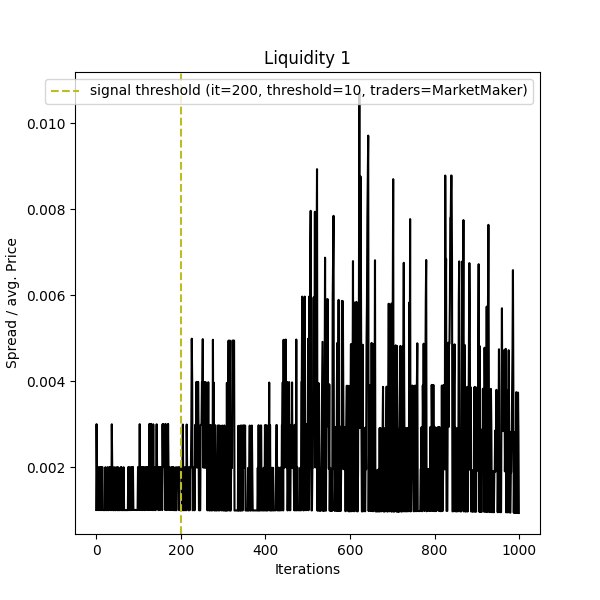 Liquidity 1
signal threshold (it=200, threshold=10, traders=MarketMaker)
0.010
0.008
0.006
0.004
0.002
Spread / avg. Price
0 200 400 600 800 1000
Iterations